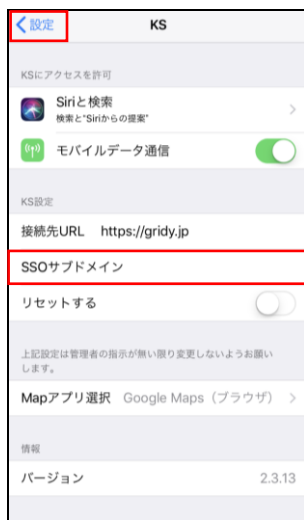 設定
KS
KSにアクセスを許可
Siriと検索
検索と"Siriからの提案"
モバイルデータ通信
KS設定
接続先URL https://gridy.jp
SSOサブドメイン
リセットする
上記設定は管理者の指示が無い限り変更しないようお願い
します。
Mapアプリ選択 Google Maps（ブラウザ）
情報
バージョン 2.3.13